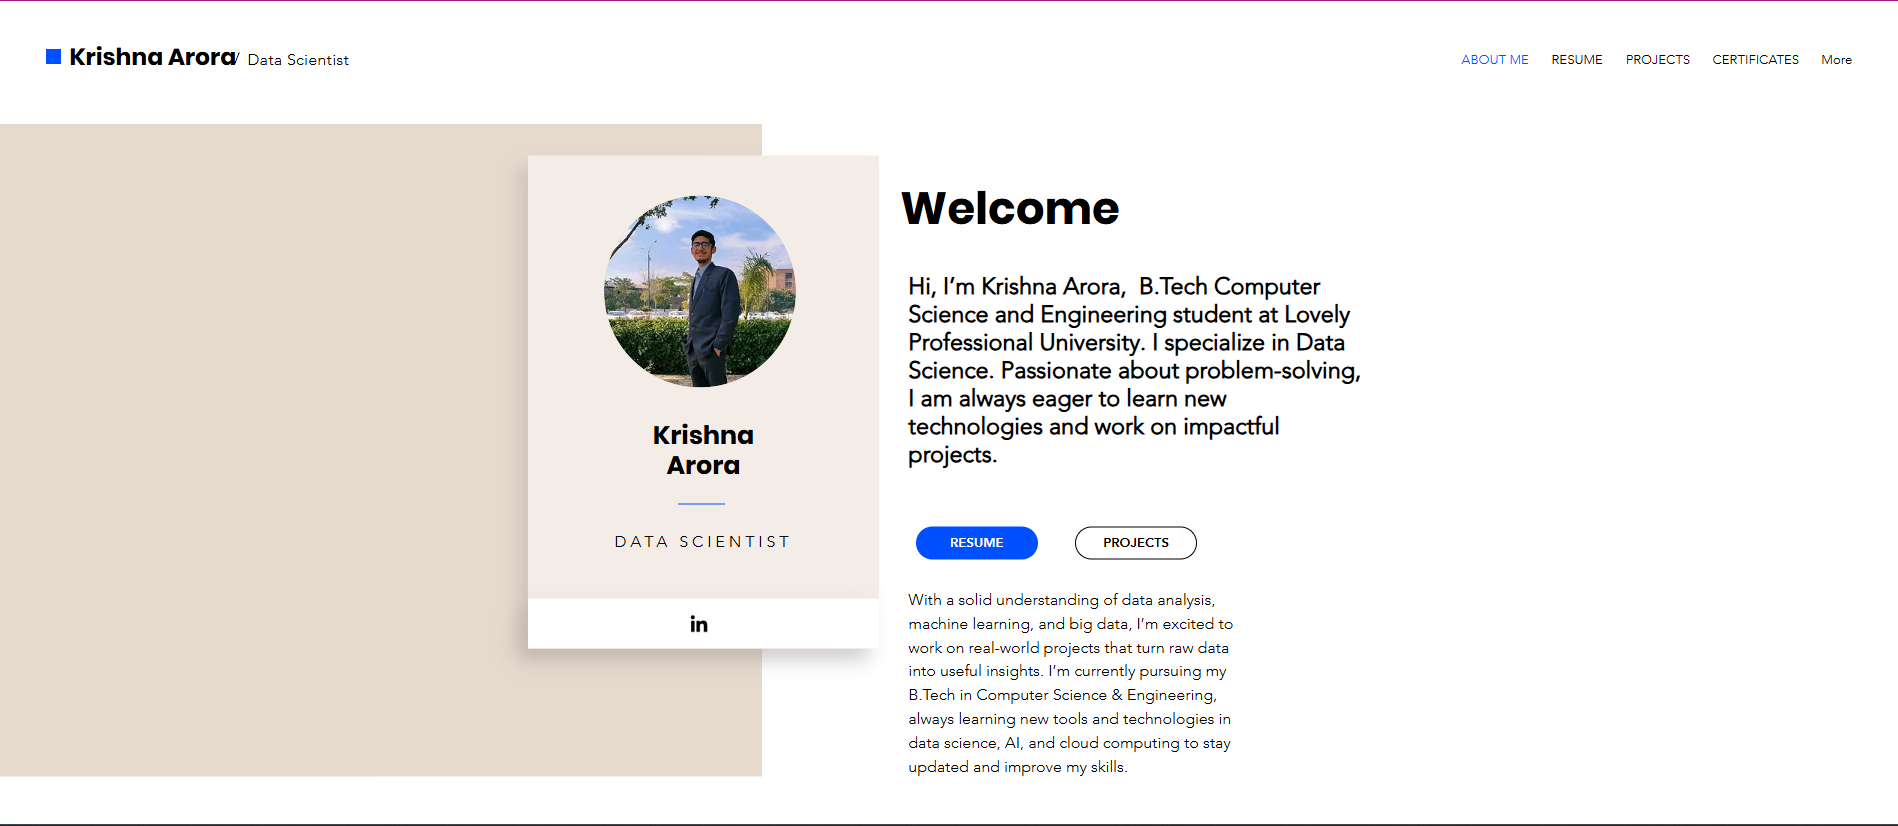 Krishna Arora/ Data Scientist
ABOUT ME RESUME PROJECTS CERTIFICATES More
Krishna
Arora
DATA SCIENTIST
in
Welcome
Hi, I’m Krishna Arora,  B.Tech Computer
Science and Engineering student at Lovely
Professional University. I specialize in Data
Science. Passionate about problem-solving,
I am always eager to learn new
technologies and work on impactful
projects.
RESUME PROJECTS
With a solid understanding of data analysis,
machine learning, and big data, I’m excited to
work on real-world projects that turn raw data
into useful insights. I’m currently pursuing my
B.Tech in Computer Science & Engineering,
always learning new tools and technologies in
data science, AI, and cloud computing to stay
updated and improve my skills.